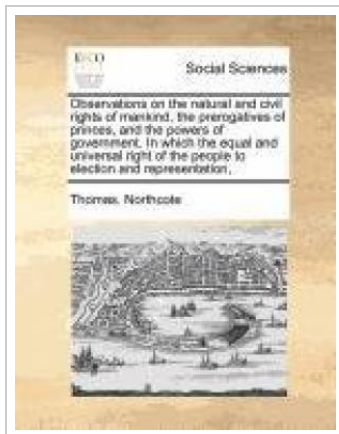 ECCO
Social Sciences
Observations on the natural and civil
rights of mankind, the prerogatives of
princes, and the powers of
government. In which the equal and
universal right of the people to
election and representation,
Thomas. Northcote